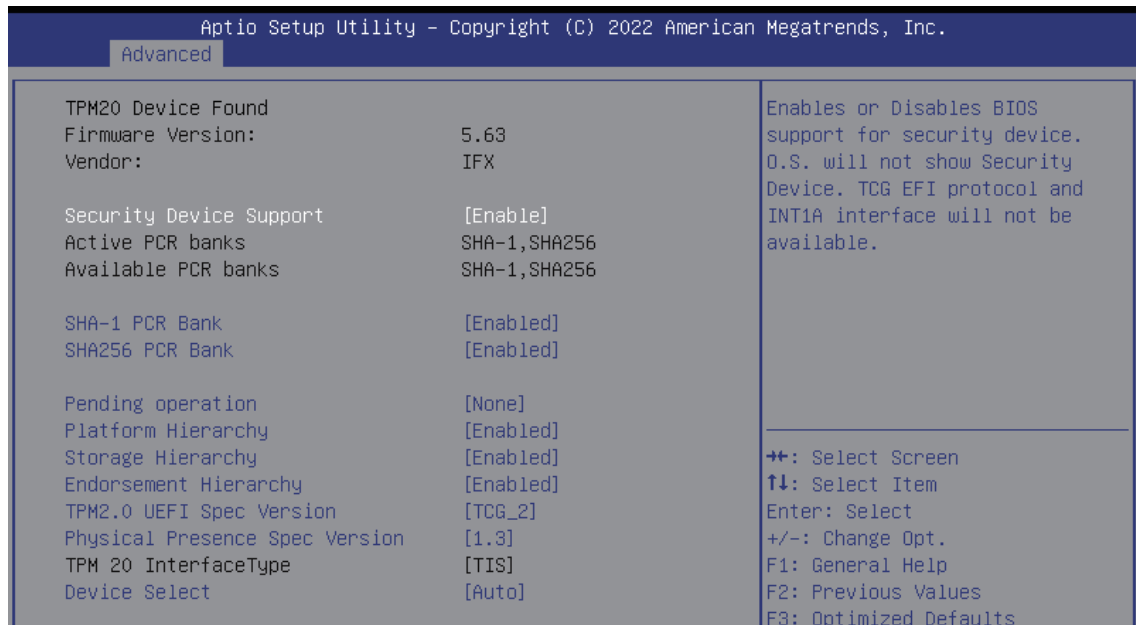 Aptio Setup Utility – Copyright (C) 2022 American Megatrends, Inc.
Advanced
TPM20 Device Found
Firmware Version: 5.63
Vendor: IFX
Security Device Support [Enable]
Active PCR banks SHA-1,SHA256
Available PCR banks SHA-1,SHA256
SHA-1 PCR Bank [Enabled]
SHA256 PCR Bank [Enabled]
Pending operation [None]
Platform Hierarchy [Enabled]
Storage Hierarchy [Enabled]
Endorsement Hierarchy [Enabled]
TPM2.0 UEFI Spec Version [TCG_2]
Physical Presence Spec Version [1.3]
TPM 20 InterfaceType [TIS]
Device Select [Auto]
Enables or Disables BIOS
support for security device.
O.S. will not show Security
Device. TCG EFI protocol and
INT1A interface will not be
available.
→←: Select Screen
↑↓: Select Item
Enter: Select
+/-: Change Opt.
F1: General Help
F2: Previous Values
F3: Optimized Defaults